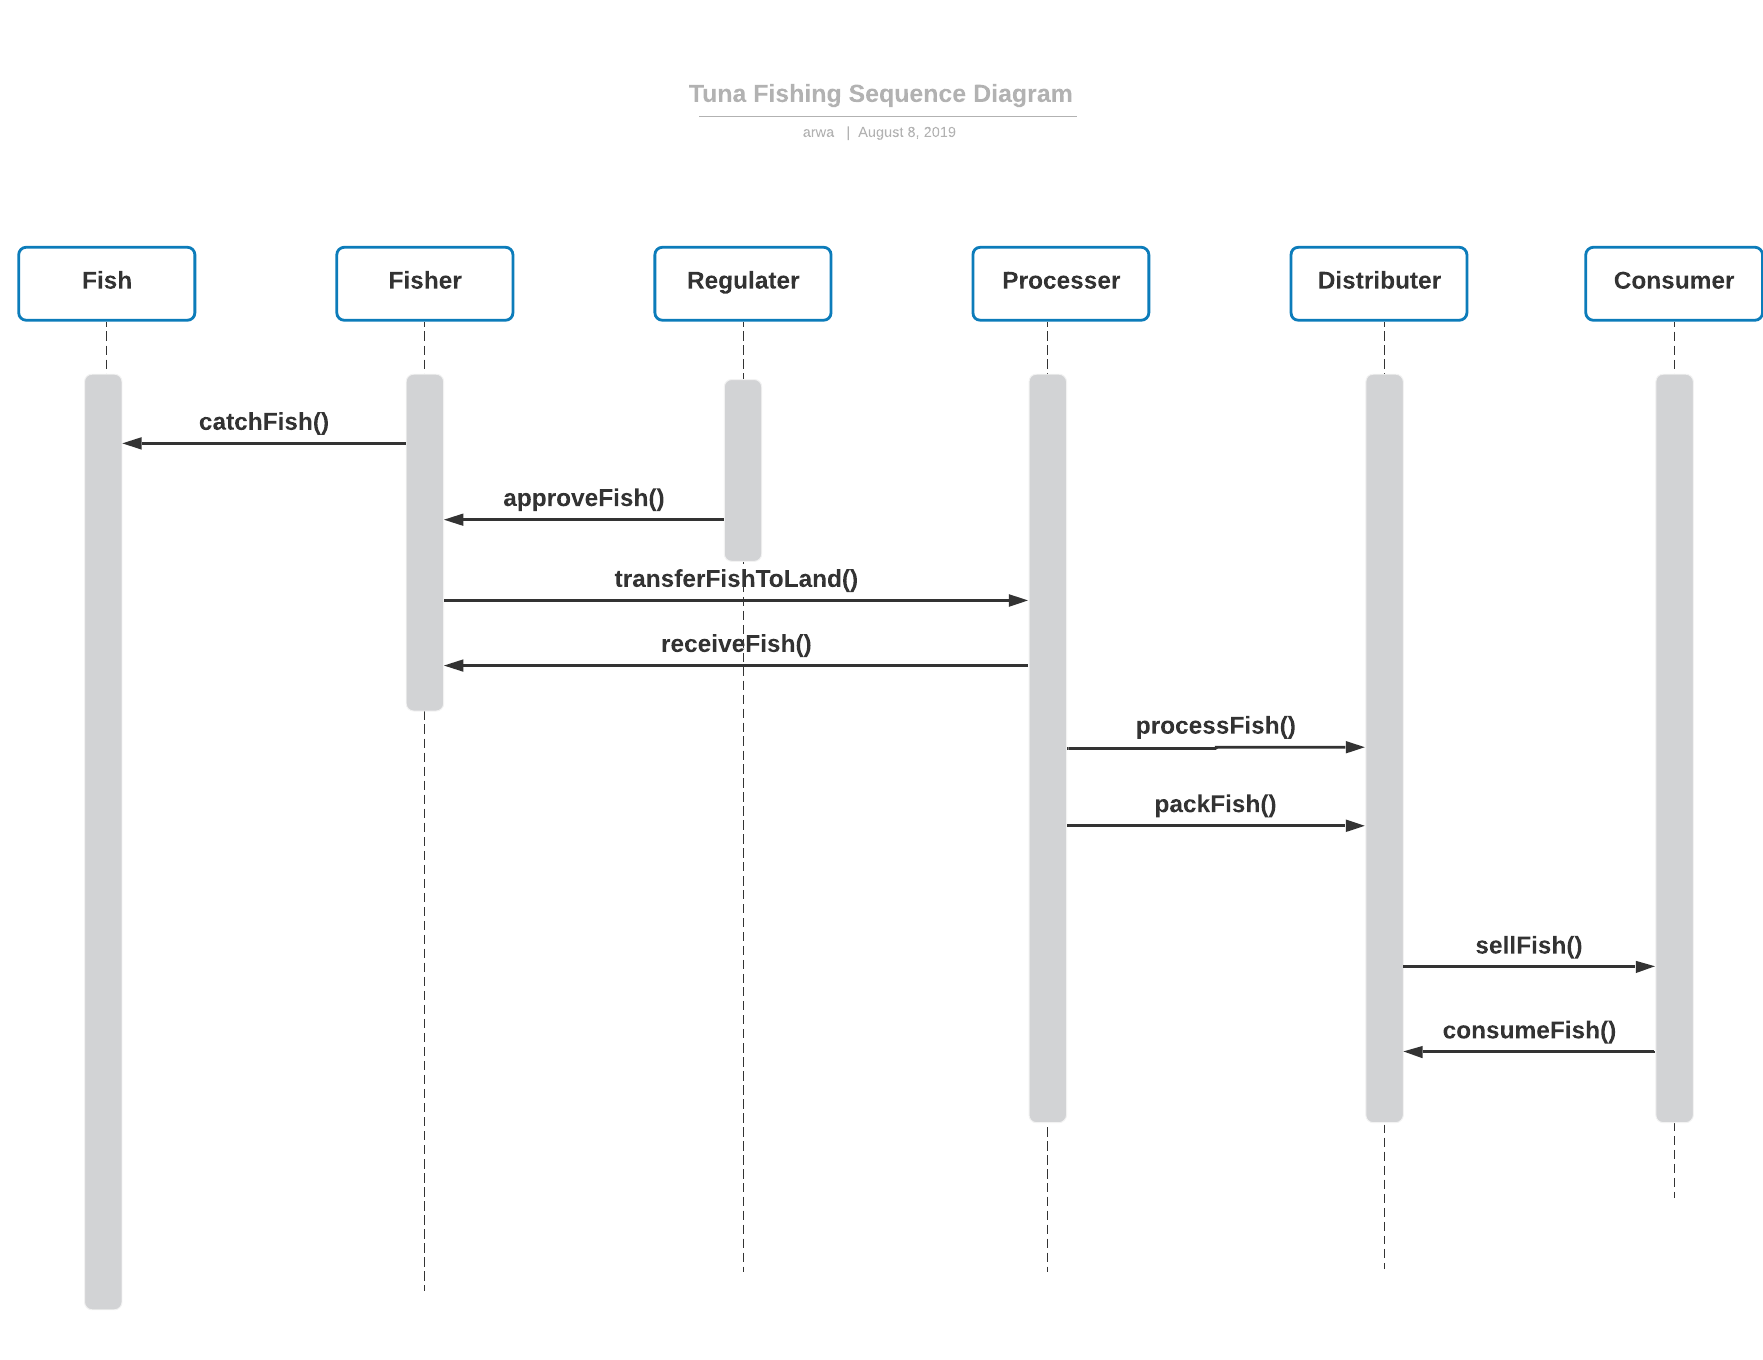 Tuna Fishing Sequence Diagram
arwa | August 8, 2019
Fish
Fisher
Regulater
Processer
Distributer
Consumer
catchFish()
approveFish()
transferFishToLand()
receiveFish()
processFish()
packFish()
sellFish()
consumeFish()